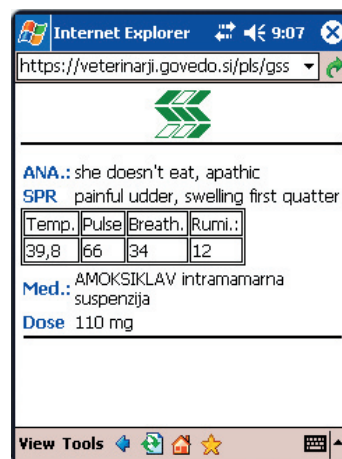 Internet Explorer 9:07
https://veterinarji.govedo.si/pls/gss
ANA.: she doesn't eat, apathic
SPR painful udder, swelling first quatter
Temp. Pulse Breath. Rumi.:
39,8 66 34 12
Med.: AMOKSIKLAV intramamarna
suspenzija
Dose 110 mg
View Tools